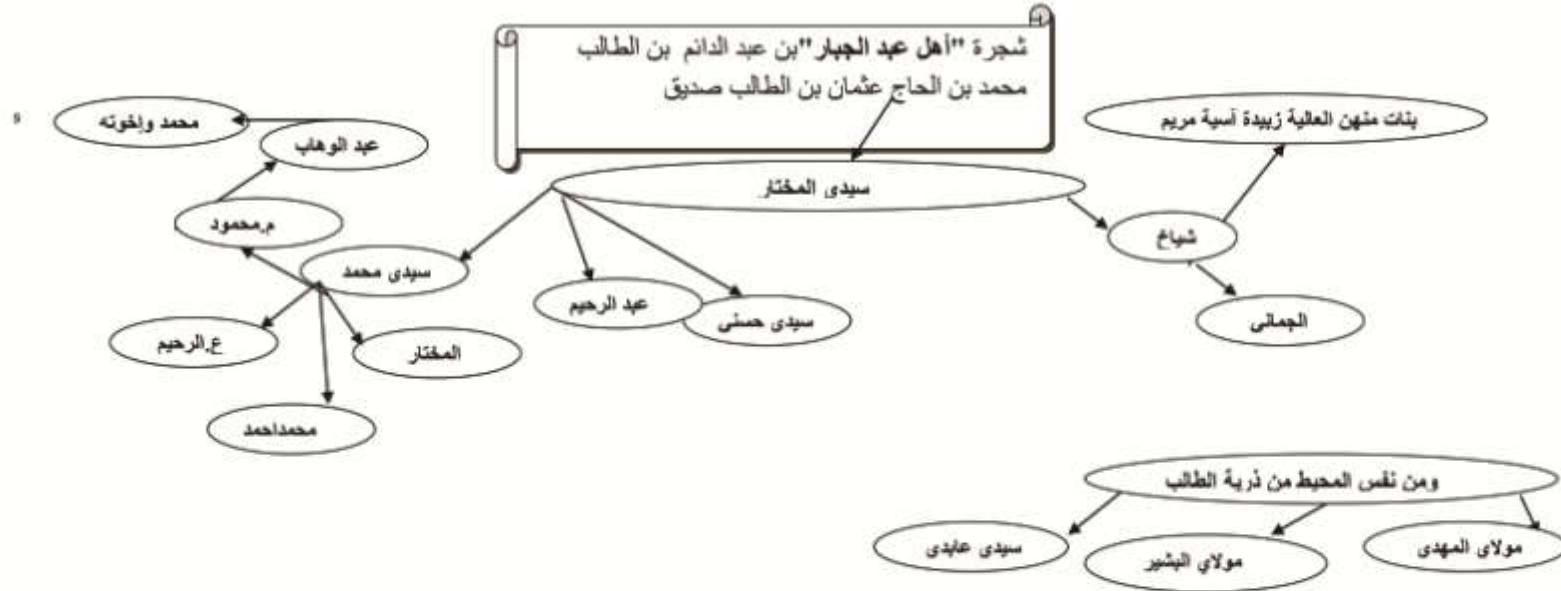 شجرة "أهل عبد الجبار" بن عبد الدائم بن الطالب
محمد بن الحاج عثمان بن الطالب صديق
بنات منهن العالية زبيدة آسية مريم
محمد وإخوته
عبد الوهاب
سيدي المختار
م.محمود
شياخ
سيدى محمد
عبد الرحيم
سيدى حسنى
الجمانى
ع.الرحيم
المختار
محمداحمد
ومن نفس المحيط من ذرية الطالب
مولاى المهدى
مولاي البشير
سيدى عابدى